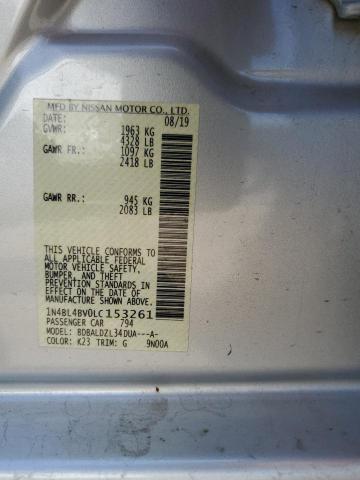 MFD BY NISSAN MOTOR CO., LTD.
DATE: 08/19
GVWR: 1963 KG
4328 LB
GAWR FR.: 1097 KG
2418 LB
GAWR RR.: 945 KG
2083 LB
THIS VEHICLE CONFORMS TO
ALL APPLICABLE FEDERAL
MOTOR VEHICLE SAFETY,
BUMPER, AND THEFT
PREVENTION STANDARDS
IN EFFECT ON THE DATE OF
MANUFACTURE SHOWN ABOVE.
1N4BL4BV0LC153261
PASSENGER CAR 794
MODEL: BDBALDZL34DUA---A-
COLOR: K23 TRIM: G 9N00A